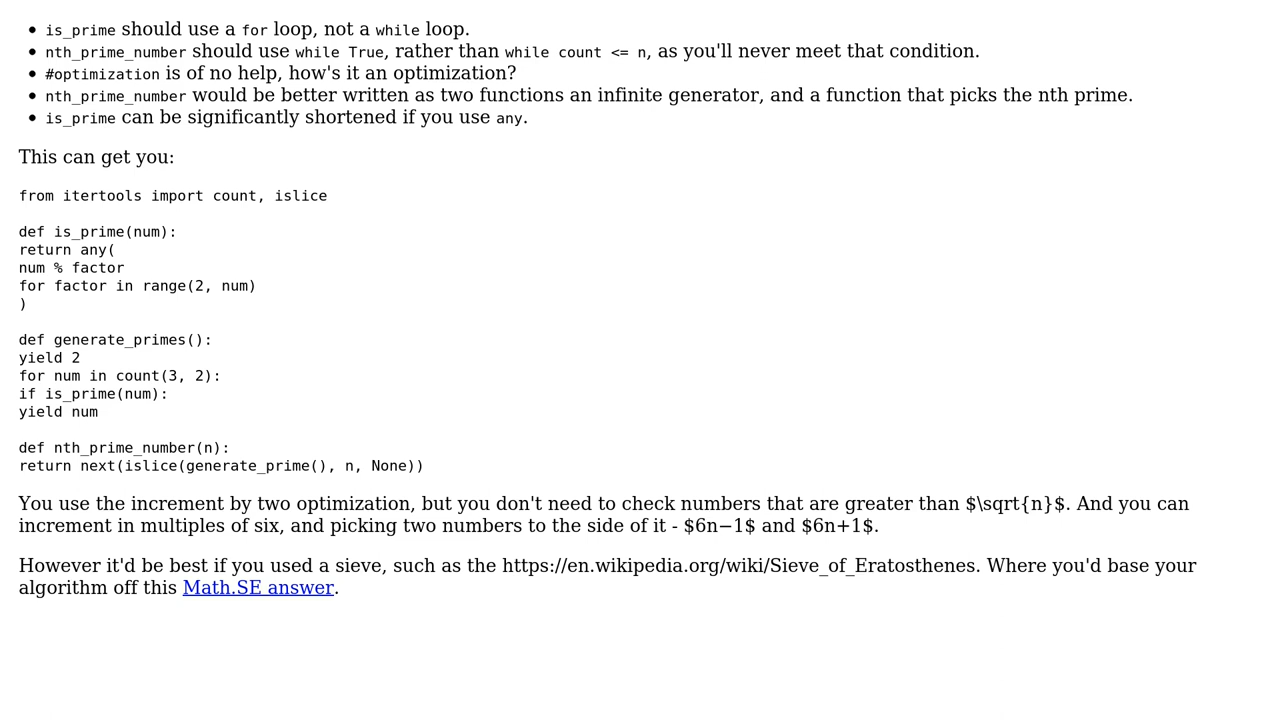 is_prime should use a for loop, not a while loop.
nth_prime_number should use while True, rather than while count <= n, as you'll never meet that condition.
#optimization is of no help, how's it an optimization?
nth_prime_number would be better written as two functions an infinite generator, and a function that picks the nth prime.
is_prime can be significantly shortened if you use any.
This can get you:
from itertools import count, islice
def is_prime(num):
return any(
num % factor
for factor in range(2, num)
)
def generate_primes():
yield 2
for num in count(3, 2):
if is_prime(num):
yield num
def nth_prime_number(n):
return next(islice(generate_prime(), n, None))
You use the increment by two optimization, but you don't need to check numbers that are greater than $\sqrt{n}$. And you can
increment in multiples of six, and picking two numbers to the side of it - $6n−1$ and $6n+1$.
However it'd be best if you used a sieve, such as the https://en.wikipedia.org/wiki/Sieve_of_Eratosthenes. Where you'd base your
algorithm off this Math.SE answer.